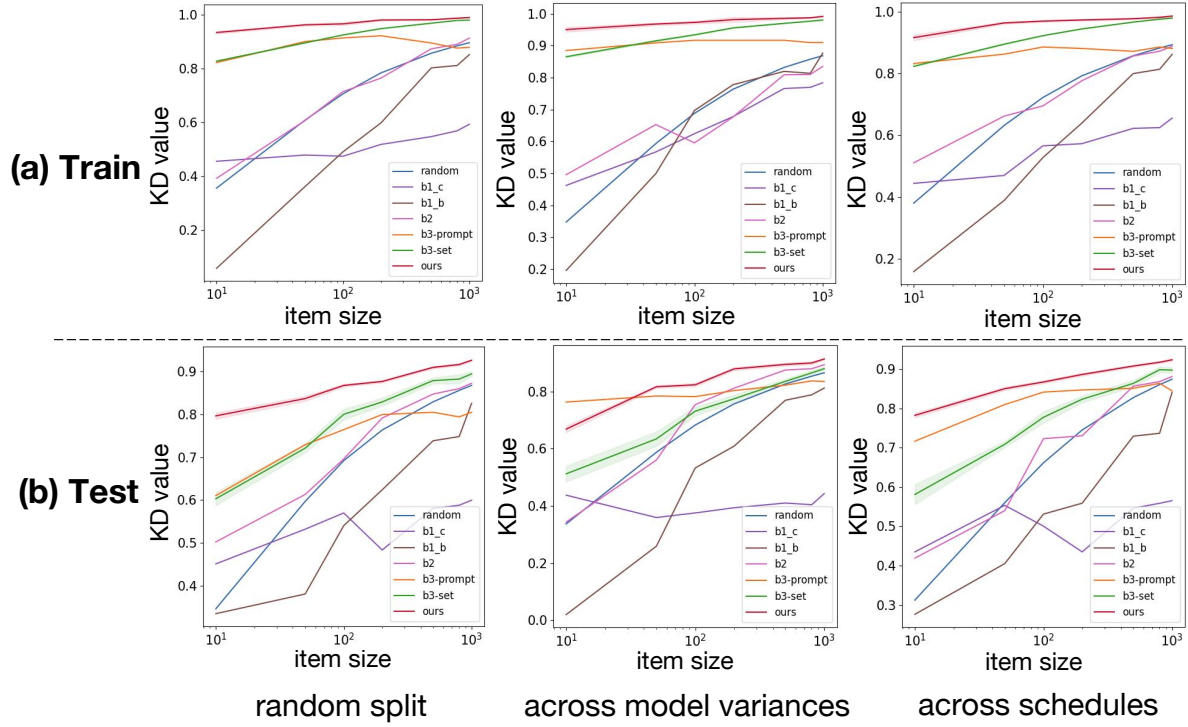 (a) Train
KD value
1.0
0.8
0.6
0.4
0.2
random
b1_c
b1_b
b2
b3-prompt
b3-set
ours
10¹
10²
10³
item size
KD value
1.0
0.9
0.8
0.7
0.6
0.5
0.4
0.3
0.2
random
b1_c
b1_b
b2
b3-prompt
b3-set
ours
10¹
10²
10³
item size
KD value
1.0
0.8
0.6
0.4
0.2
random
b1_c
b1_b
b2
b3-prompt
b3-set
ours
10¹
10²
10³
item size
(b) Test
KD value
0.9
0.8
0.7
0.6
0.5
0.4
random
b1_c
b1_b
b2
b3-prompt
b3-set
ours
10¹
10²
10³
item size
random split
KD value
0.8
0.6
0.4
0.2
0.0
random
b1_c
b1_b
b2
b3-prompt
b3-set
ours
10¹
10²
10³
item size
across model variances
KD value
0.9
0.8
0.7
0.6
0.5
0.4
0.3
random
b1_c
b1_b
b2
b3-prompt
b3-set
ours
10¹
10²
10³
item size
across schedules